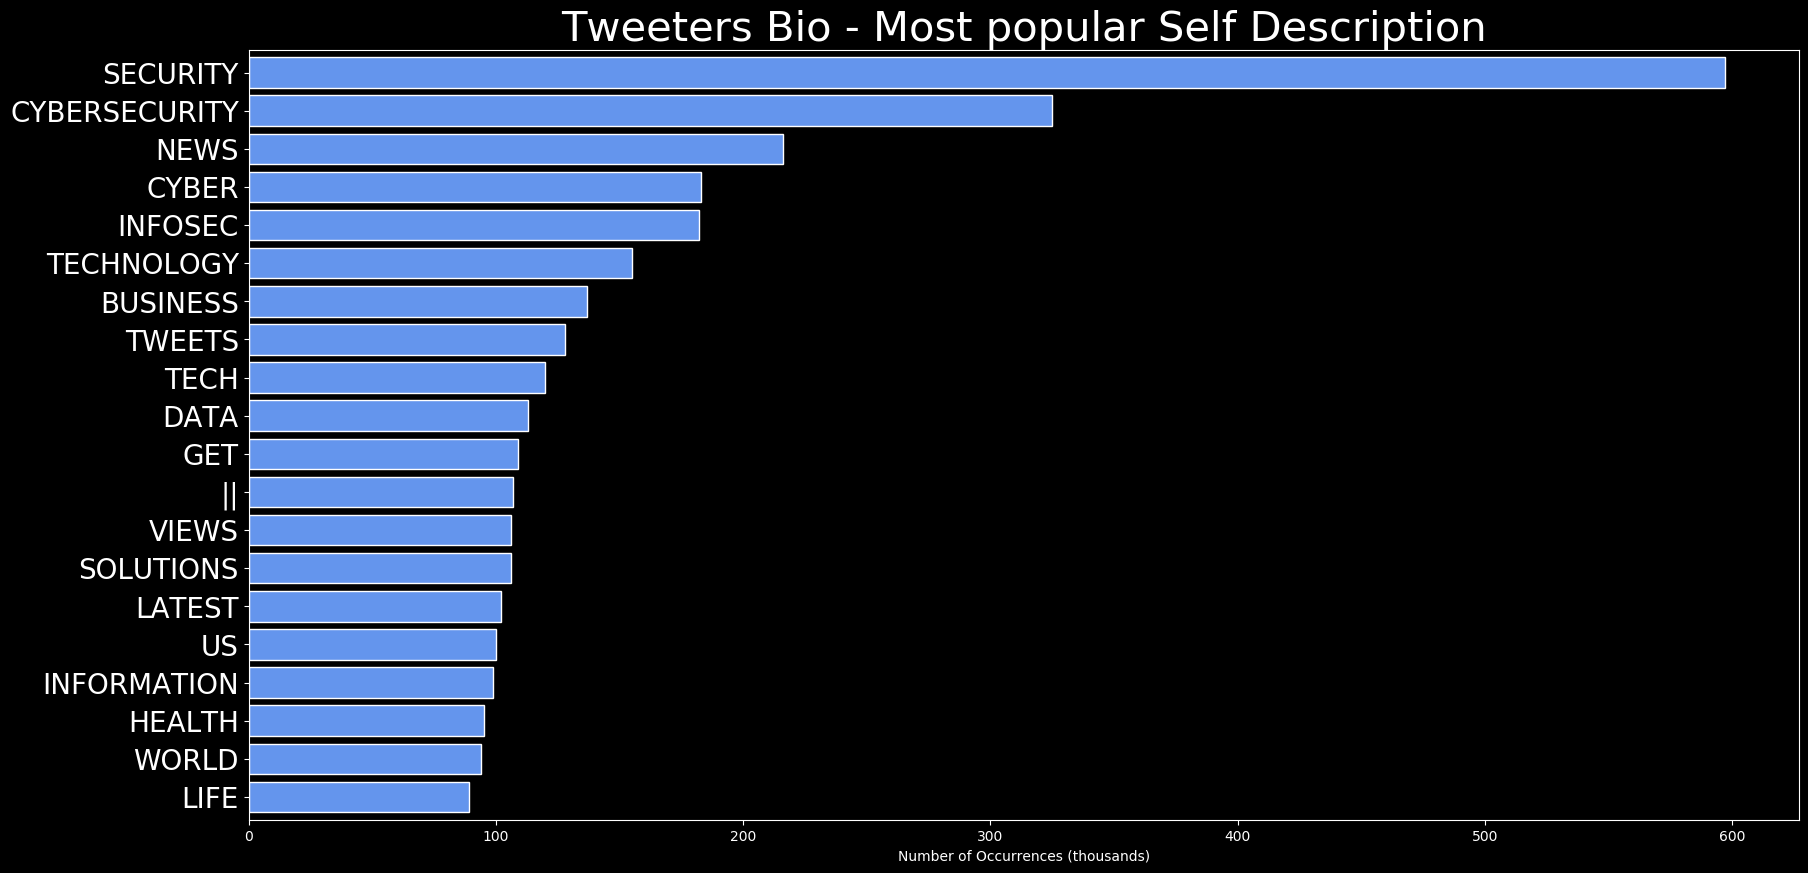 Tweeters Bio - Most popular Self Description
SECURITY
CYBERSECURITY
NEWS
CYBER
INFOSEC
TECHNOLOGY
BUSINESS
TWEETS
TECH
DATA
GET
||
VIEWS
SOLUTIONS
LATEST
US
INFORMATION
HEALTH
WORLD
LIFE
0 100 200 300 400 500 600
Number of Occurrences (thousands)